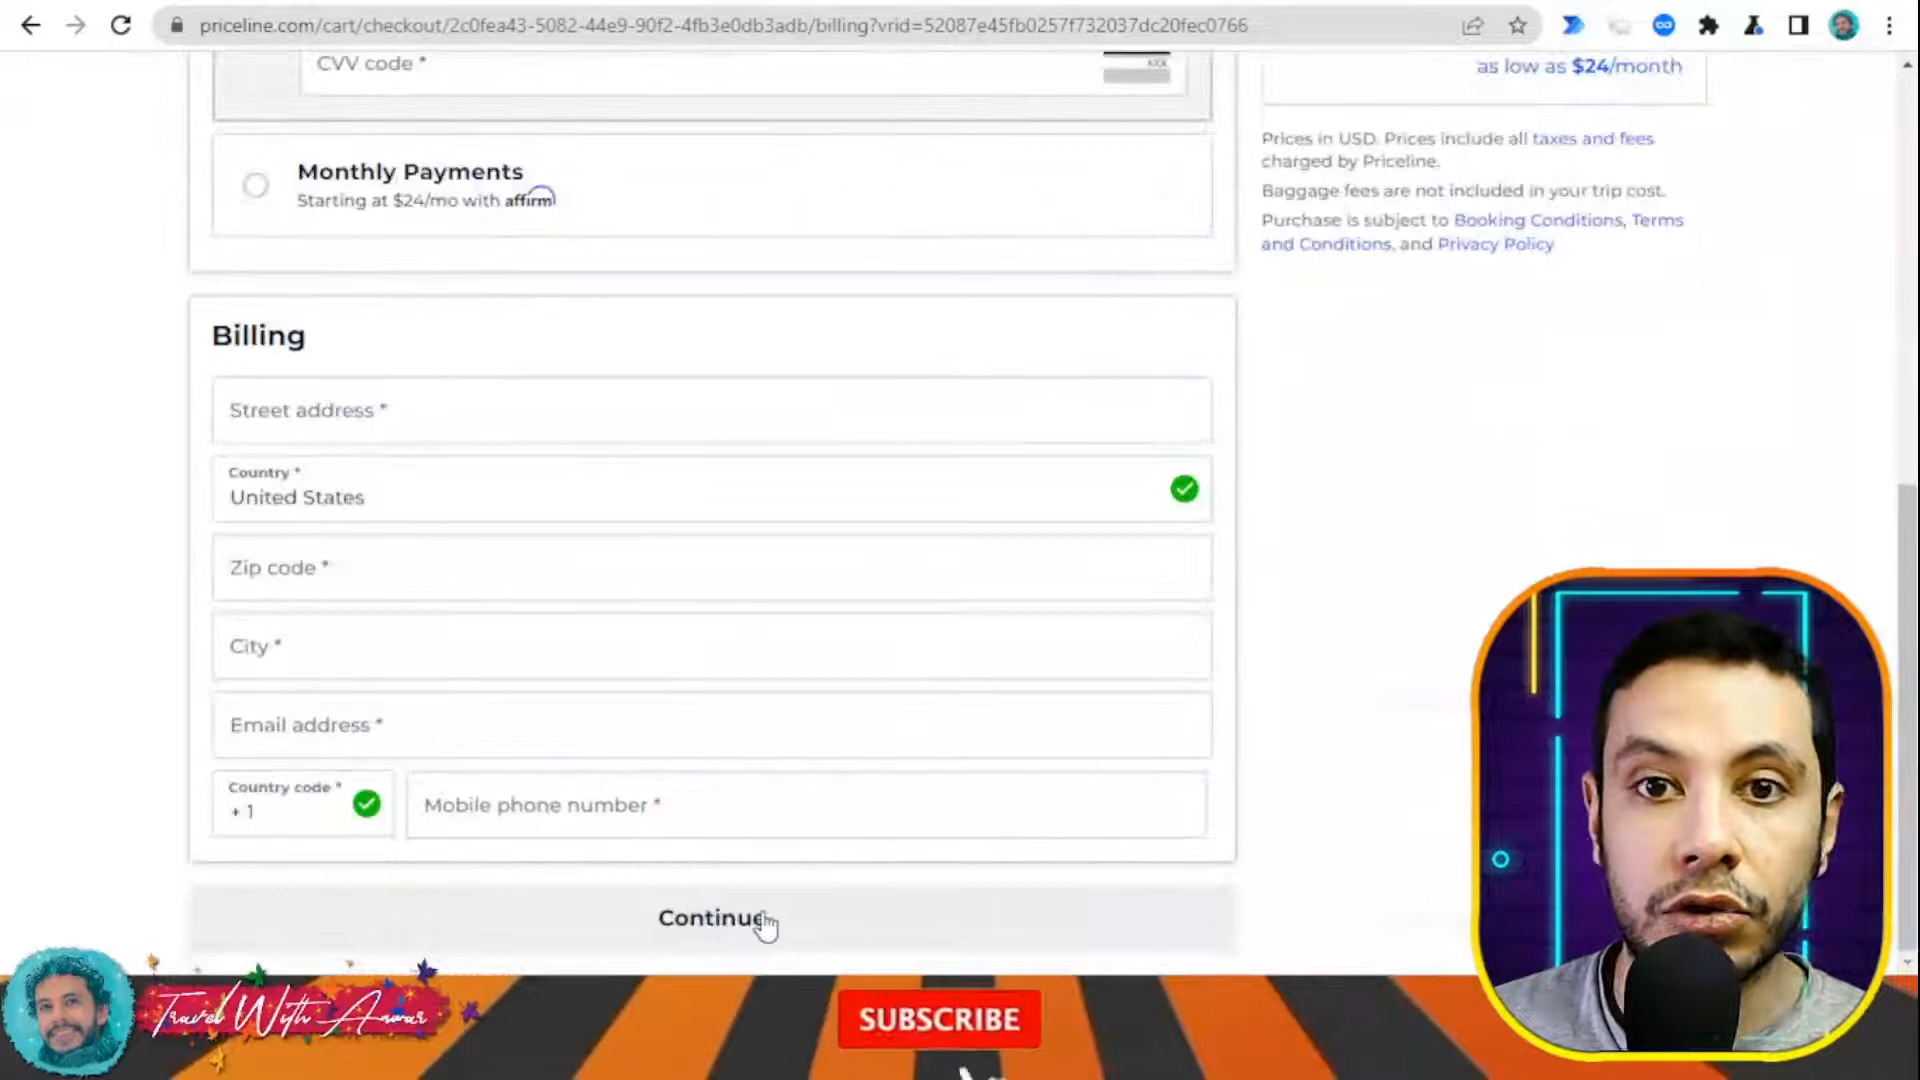 priceline.com/cart/checkout/2c0fea43-5082-44e9-90f2-4fb3e0db3adb/billing?vrid=52087e45fb0257f732037dc20fec0766
CVV code *
XXX
as low as $24/month
Monthly Payments
Starting at $24/mo with affirm
Prices in USD. Prices include all taxes and fees
charged by Priceline.
Baggage fees are not included in your trip cost.
Purchase is subject to Booking Conditions, Terms
and Conditions, and Privacy Policy
Billing
Street address *
Country *
United States
Zip code *
City *
Email address *
Country code *
+ 1
Mobile phone number *
Continue
Travel With Anwar
SUBSCRIBE